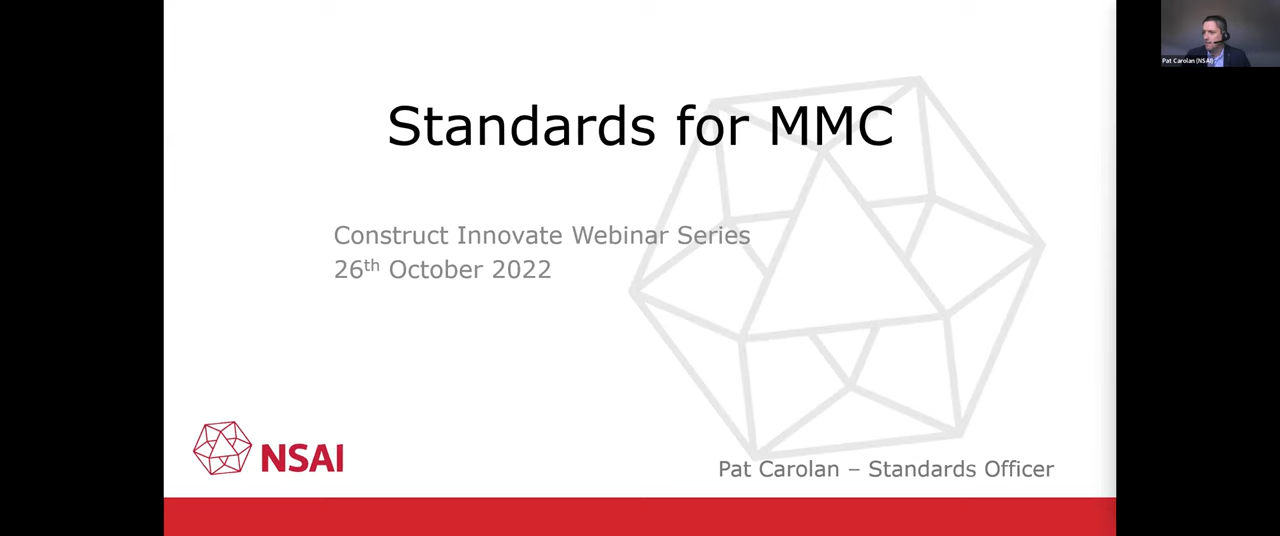 Standards for MMC
Construct Innovate Webinar Series
26th October 2022
NSAI
Pat Carolan – Standards Officer
Pat Carolan (NSAI)